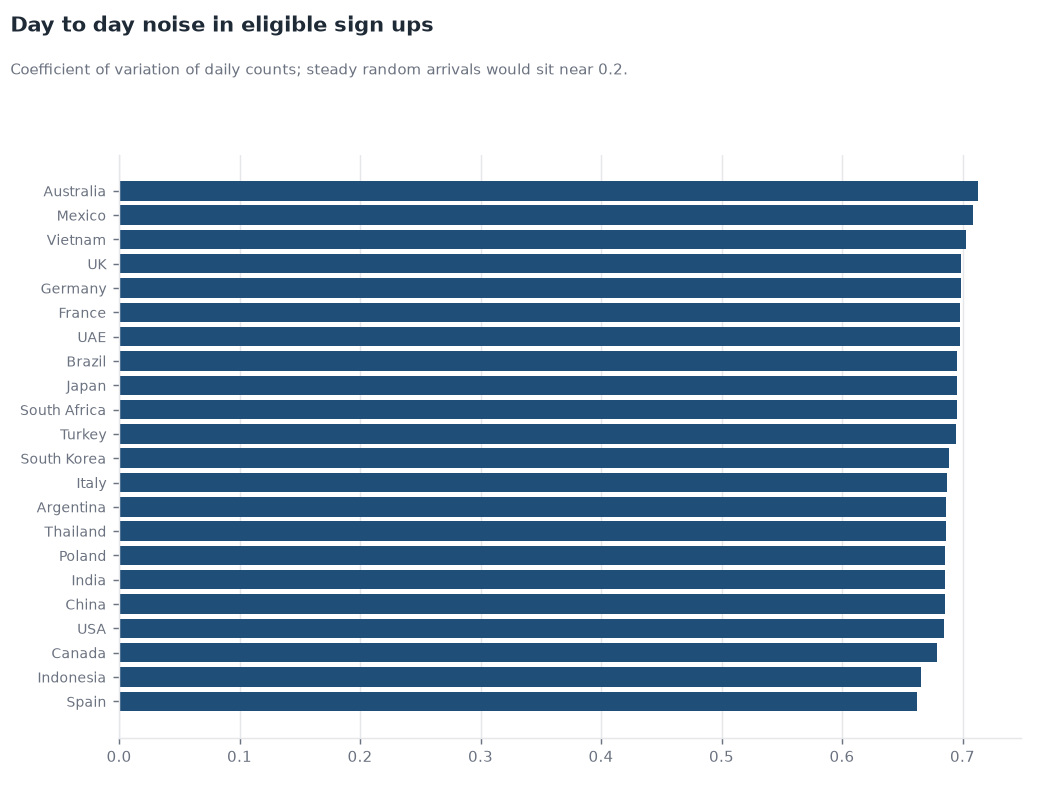 Day to day noise in eligible sign ups
Coefficient of variation of daily counts; steady random arrivals would sit near 0.2.
Australia
Mexico
Vietnam
UK
Germany
France
UAE
Brazil
Japan
South Africa
Turkey
South Korea
Italy
Argentina
Thailand
Poland
India
China
USA
Canada
Indonesia
Spain
0.0 0.1 0.2 0.3 0.4 0.5 0.6 0.7